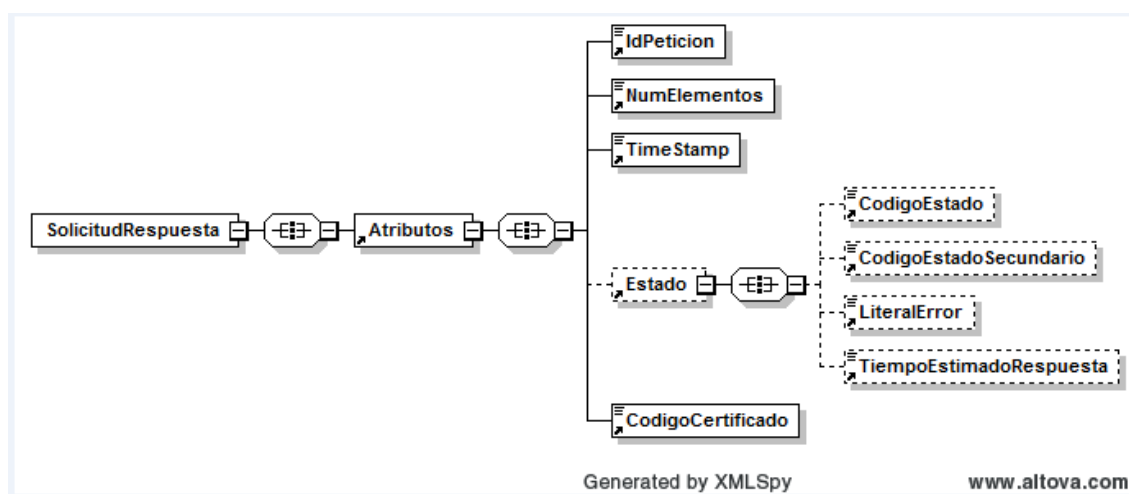 IdPeticion
NumElementos
TimeStamp
SolicitudRespuesta
Atributos
Estado
CodigoEstado
CodigoEstadoSecundario
LiteralError
TiempoEstimadoRespuesta
CodigoCertificado
Generated by XMLSpy
www.altova.com